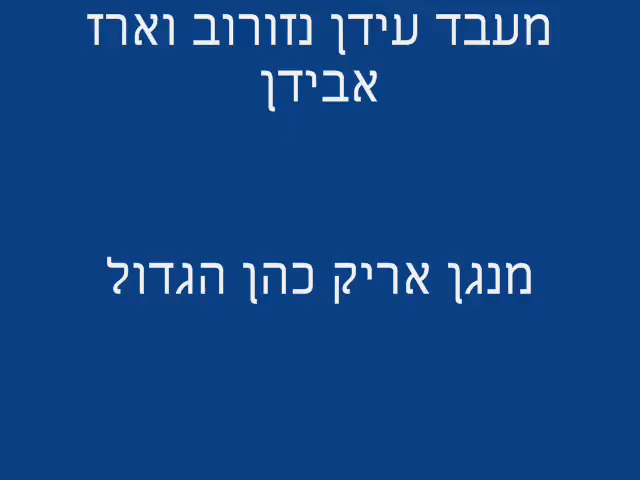 מעבד עידן נזורוב וארז
אבידן
מנגן אריק כהן הגדול